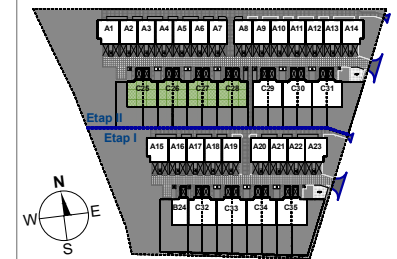 A1 A2 A3 A4 A5 A6 A7 A8 A9 A10 A11 A12 A13 A14
C25 C26 C27 C28 C29 C30 C31
Etap II
Etap I
A15 A16 A17 A18 A19 A20 A21 A22 A23
B24 C32 C33 C34 C35
N
W E
S